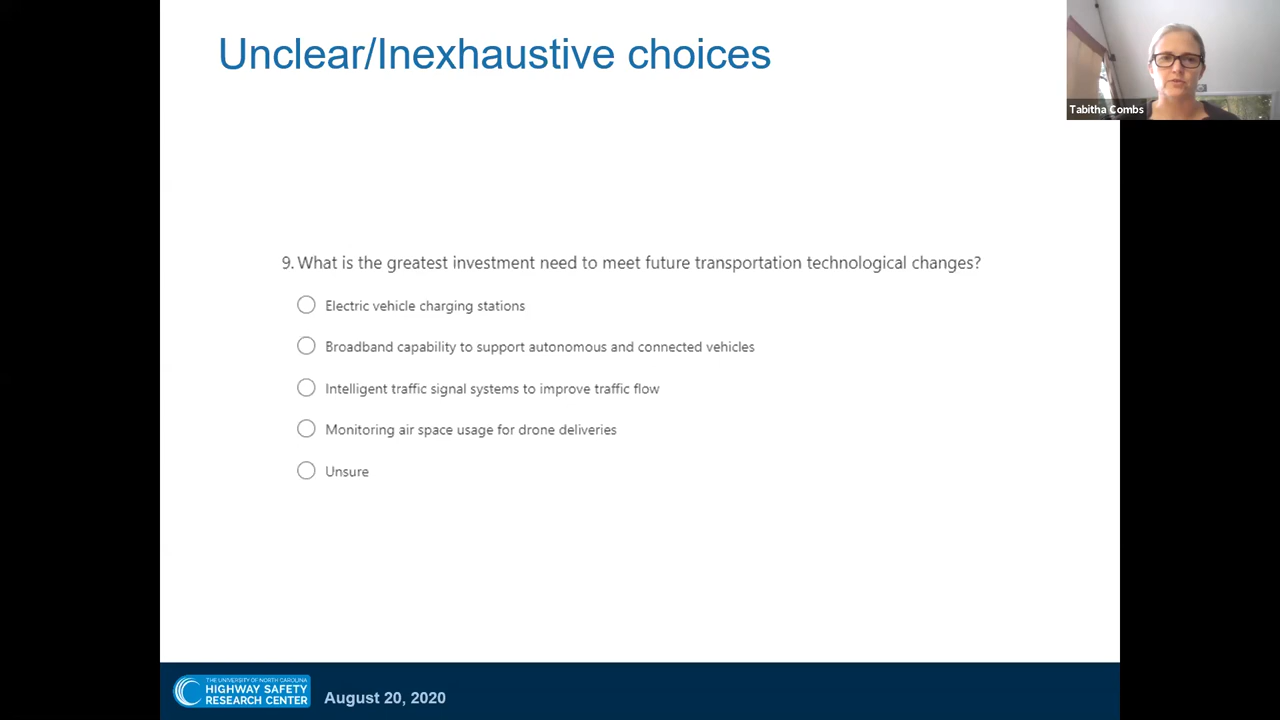 Unclear/Inexhaustive choices
Tabitha Combs
9. What is the greatest investment need to meet future transportation technological changes?
Electric vehicle charging stations
Broadband capability to support autonomous and connected vehicles
Intelligent traffic signal systems to improve traffic flow
Monitoring air space usage for drone deliveries
Unsure
THE UNIVERSITY OF NORTH CAROLINA
HIGHWAY SAFETY
RESEARCH CENTER
August 20, 2020